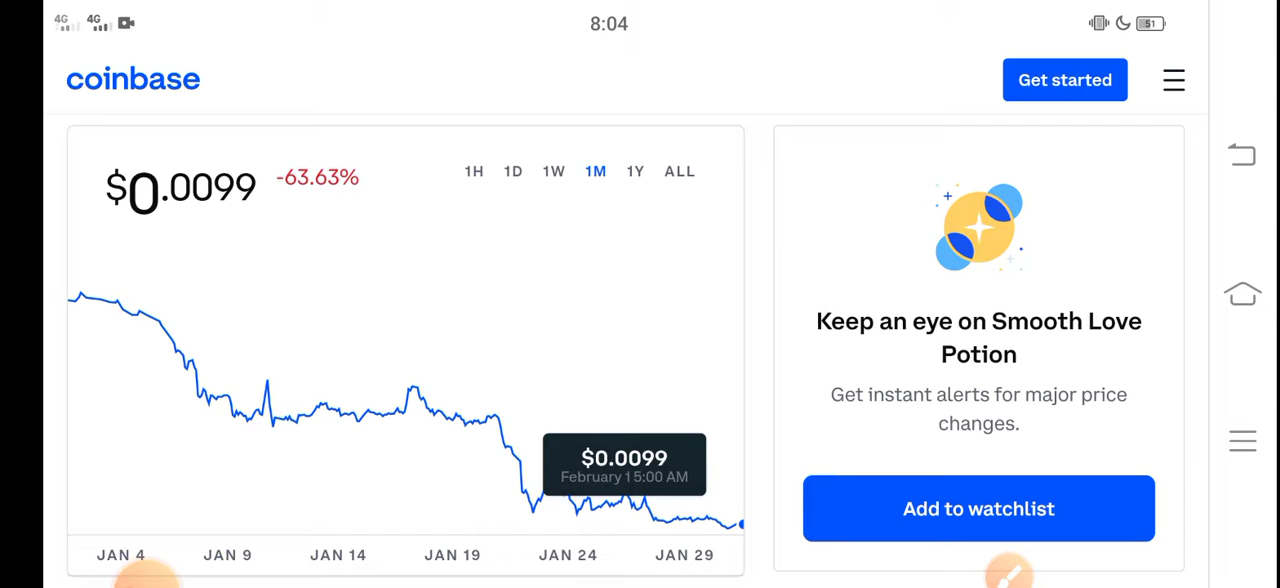 4G 4G 8:04 51
coinbase
Get started
$0.0099 -63.63%
1H 1D 1W 1M 1Y ALL
$0.0099
February 1 5:00 AM
JAN 4 JAN 9 JAN 14 JAN 19 JAN 24 JAN 29
Keep an eye on Smooth Love
Potion
Get instant alerts for major price
changes.
Add to watchlist